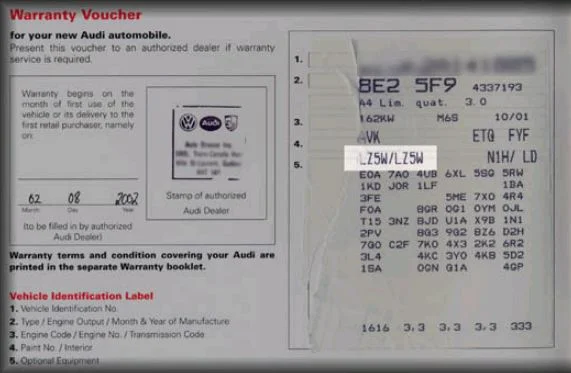 Warranty Voucher
for your new Audi automobile.
Present this voucher to an authorized dealer if warranty
service is required.
Warranty begins on the
month of first use of the
vehicle or its delivery to the
first retail purchaser, namely
on:
Audi
02 08 2002
Month Day Year
(to be filled in by authorized
Audi Dealer)
Stamp of authorized
Audi Dealer
Warranty terms and condition covering your Audi are
printed in the separate Warranty booklet.
Vehicle Identification Label
1. Vehicle Identification No.
2. Type / Engine Output / Month & Year of Manufacture
3. Engine Code / Engine No. / Transmission Code
4. Paint No. / Interior
5. Optional Equipment
1.
2.
3.
4.
5.
8E2 5F9 4337193
A4 Lim. quat. 3.0
162KW M6S 10/01
AVK ETQ FYF
LZ5W/LZ5W N1H/ LD
E0A 7A0 4UB 6XL 5SG 5RW
1KD J0R 1LF 1BA
3FE 5ME 7X0 4R4
F0A 8GR 0G1 0YM 0JL
T15 3NZ 8JD U1A X9B 1N1
2PV 8Q3 9G2 8Z6 D2H
7G0 C2F 7K0 4X3 2K2 6R2
3L4 4KC 3Y0 4KB 5D2
1SA 0GN G1A 4GP
1616 3,3 3,3 3,3 333